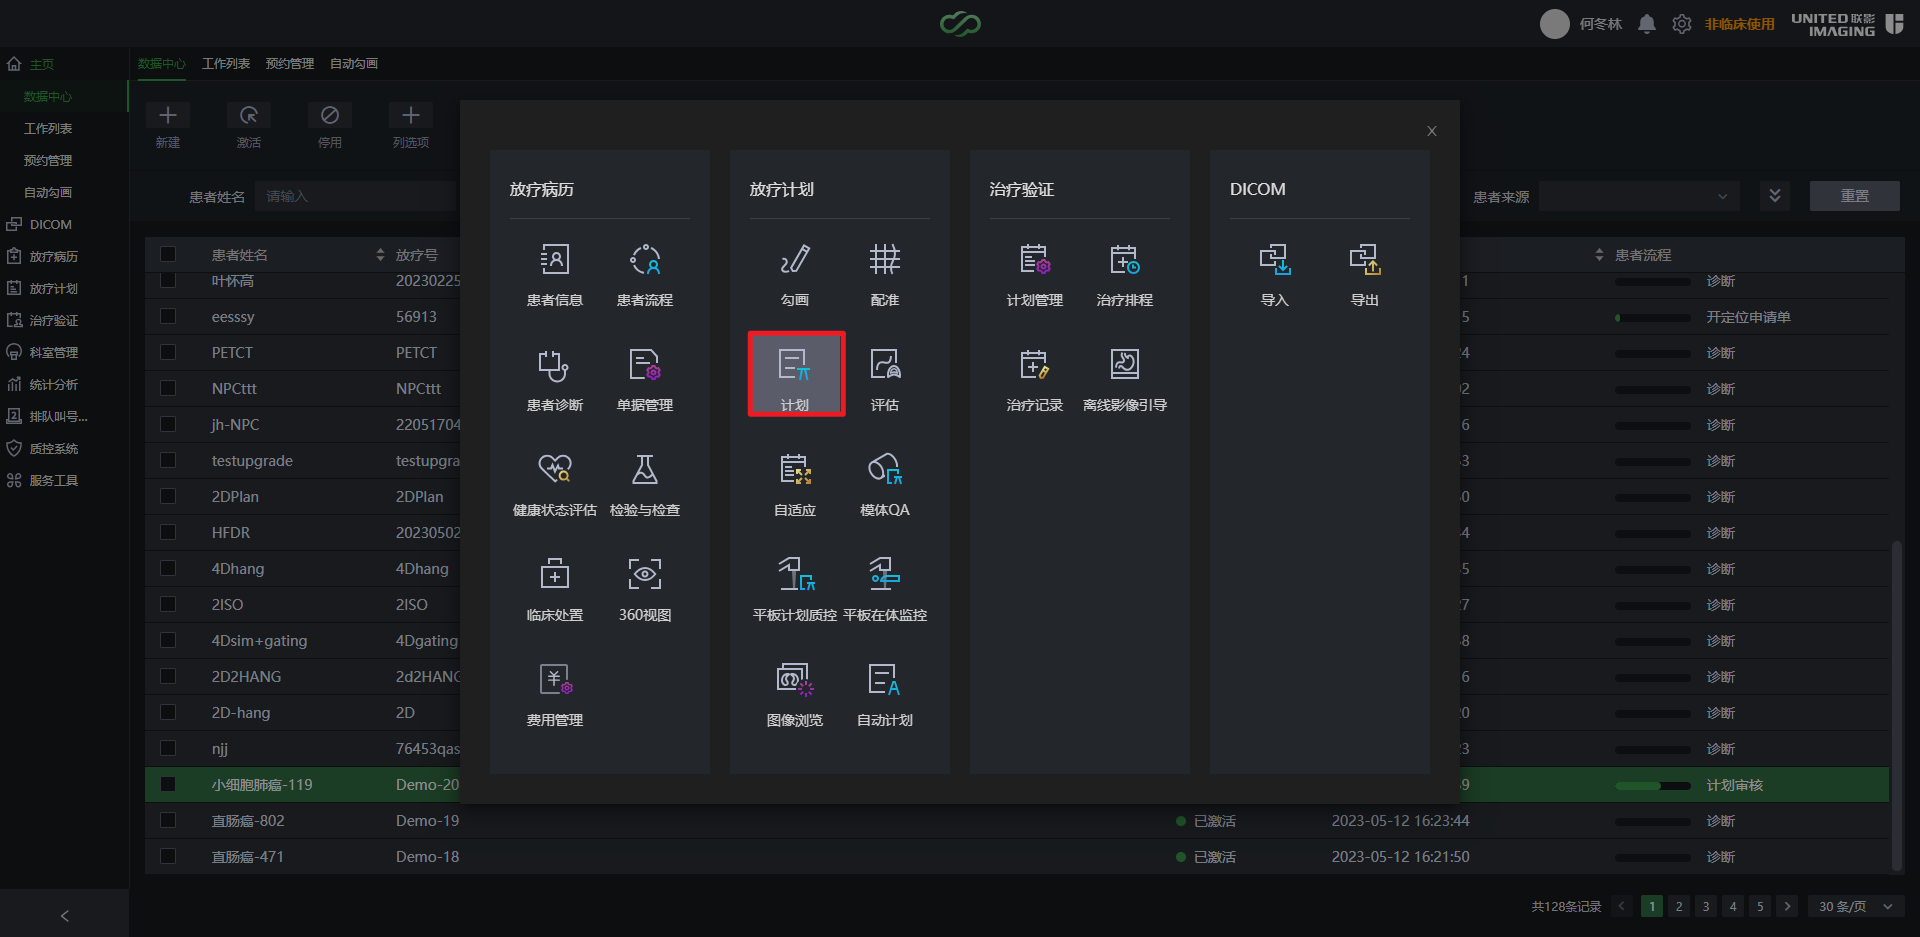 何冬林
非临床使用
UNITED 联影
IMAGING
主页
数据中心
工作列表
预约管理
自动勾画
DICOM
放疗病历
放疗计划
治疗验证
科室管理
统计分析
排队叫号...
质控系统
服务工具
数据中心 工作列表 预约管理 自动勾画
新建 激活 停用 列选项
患者姓名 请输入
患者来源
重置
患者姓名 放疗号 患者流程
叶怀高 20230225 1 诊断
eesssy 56913 5 开定位申请单
PETCT PETCT 24 诊断
NPCttt NPCttt 02 诊断
jh-NPC 22051704 6 诊断
testupgrade testupgra 3 诊断
2DPlan 2DPlan 0 诊断
HFDR 20230502 4 诊断
4Dhang 4Dhang 5 诊断
2ISO 2ISO 27 诊断
4Dsim+gating 4Dgating 8 诊断
2D2HANG 2d2HANG 6 诊断
2D-hang 2D 20 诊断
njj 76453qas 23 诊断
小细胞肺癌-119 Demo-20 9 计划审核
直肠癌-802 Demo-19 已激活 2023-05-12 16:23:44 诊断
直肠癌-471 Demo-18 已激活 2023-05-12 16:21:50 诊断
共128条记录 1 2 3 4 5 30 条/页
X
放疗病历
患者信息 患者流程
患者诊断 单据管理
健康状态评估 检验与检查
临床处置 360视图
费用管理
放疗计划
勾画 配准
计划 评估
自适应 模体QA
平板计划质控 平板在体监控
图像浏览 自动计划
治疗验证
计划管理 治疗排程
治疗记录 离线影像引导
DICOM
导入 导出